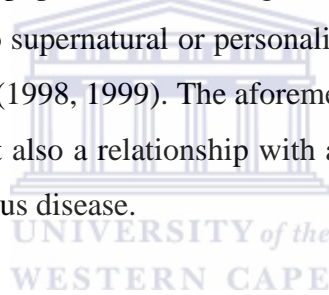 supernatural or personali
(1998, 1999). The aforeme
also a relationship with a
us disease.
UNIVERSITY of the
WESTERN CAPE